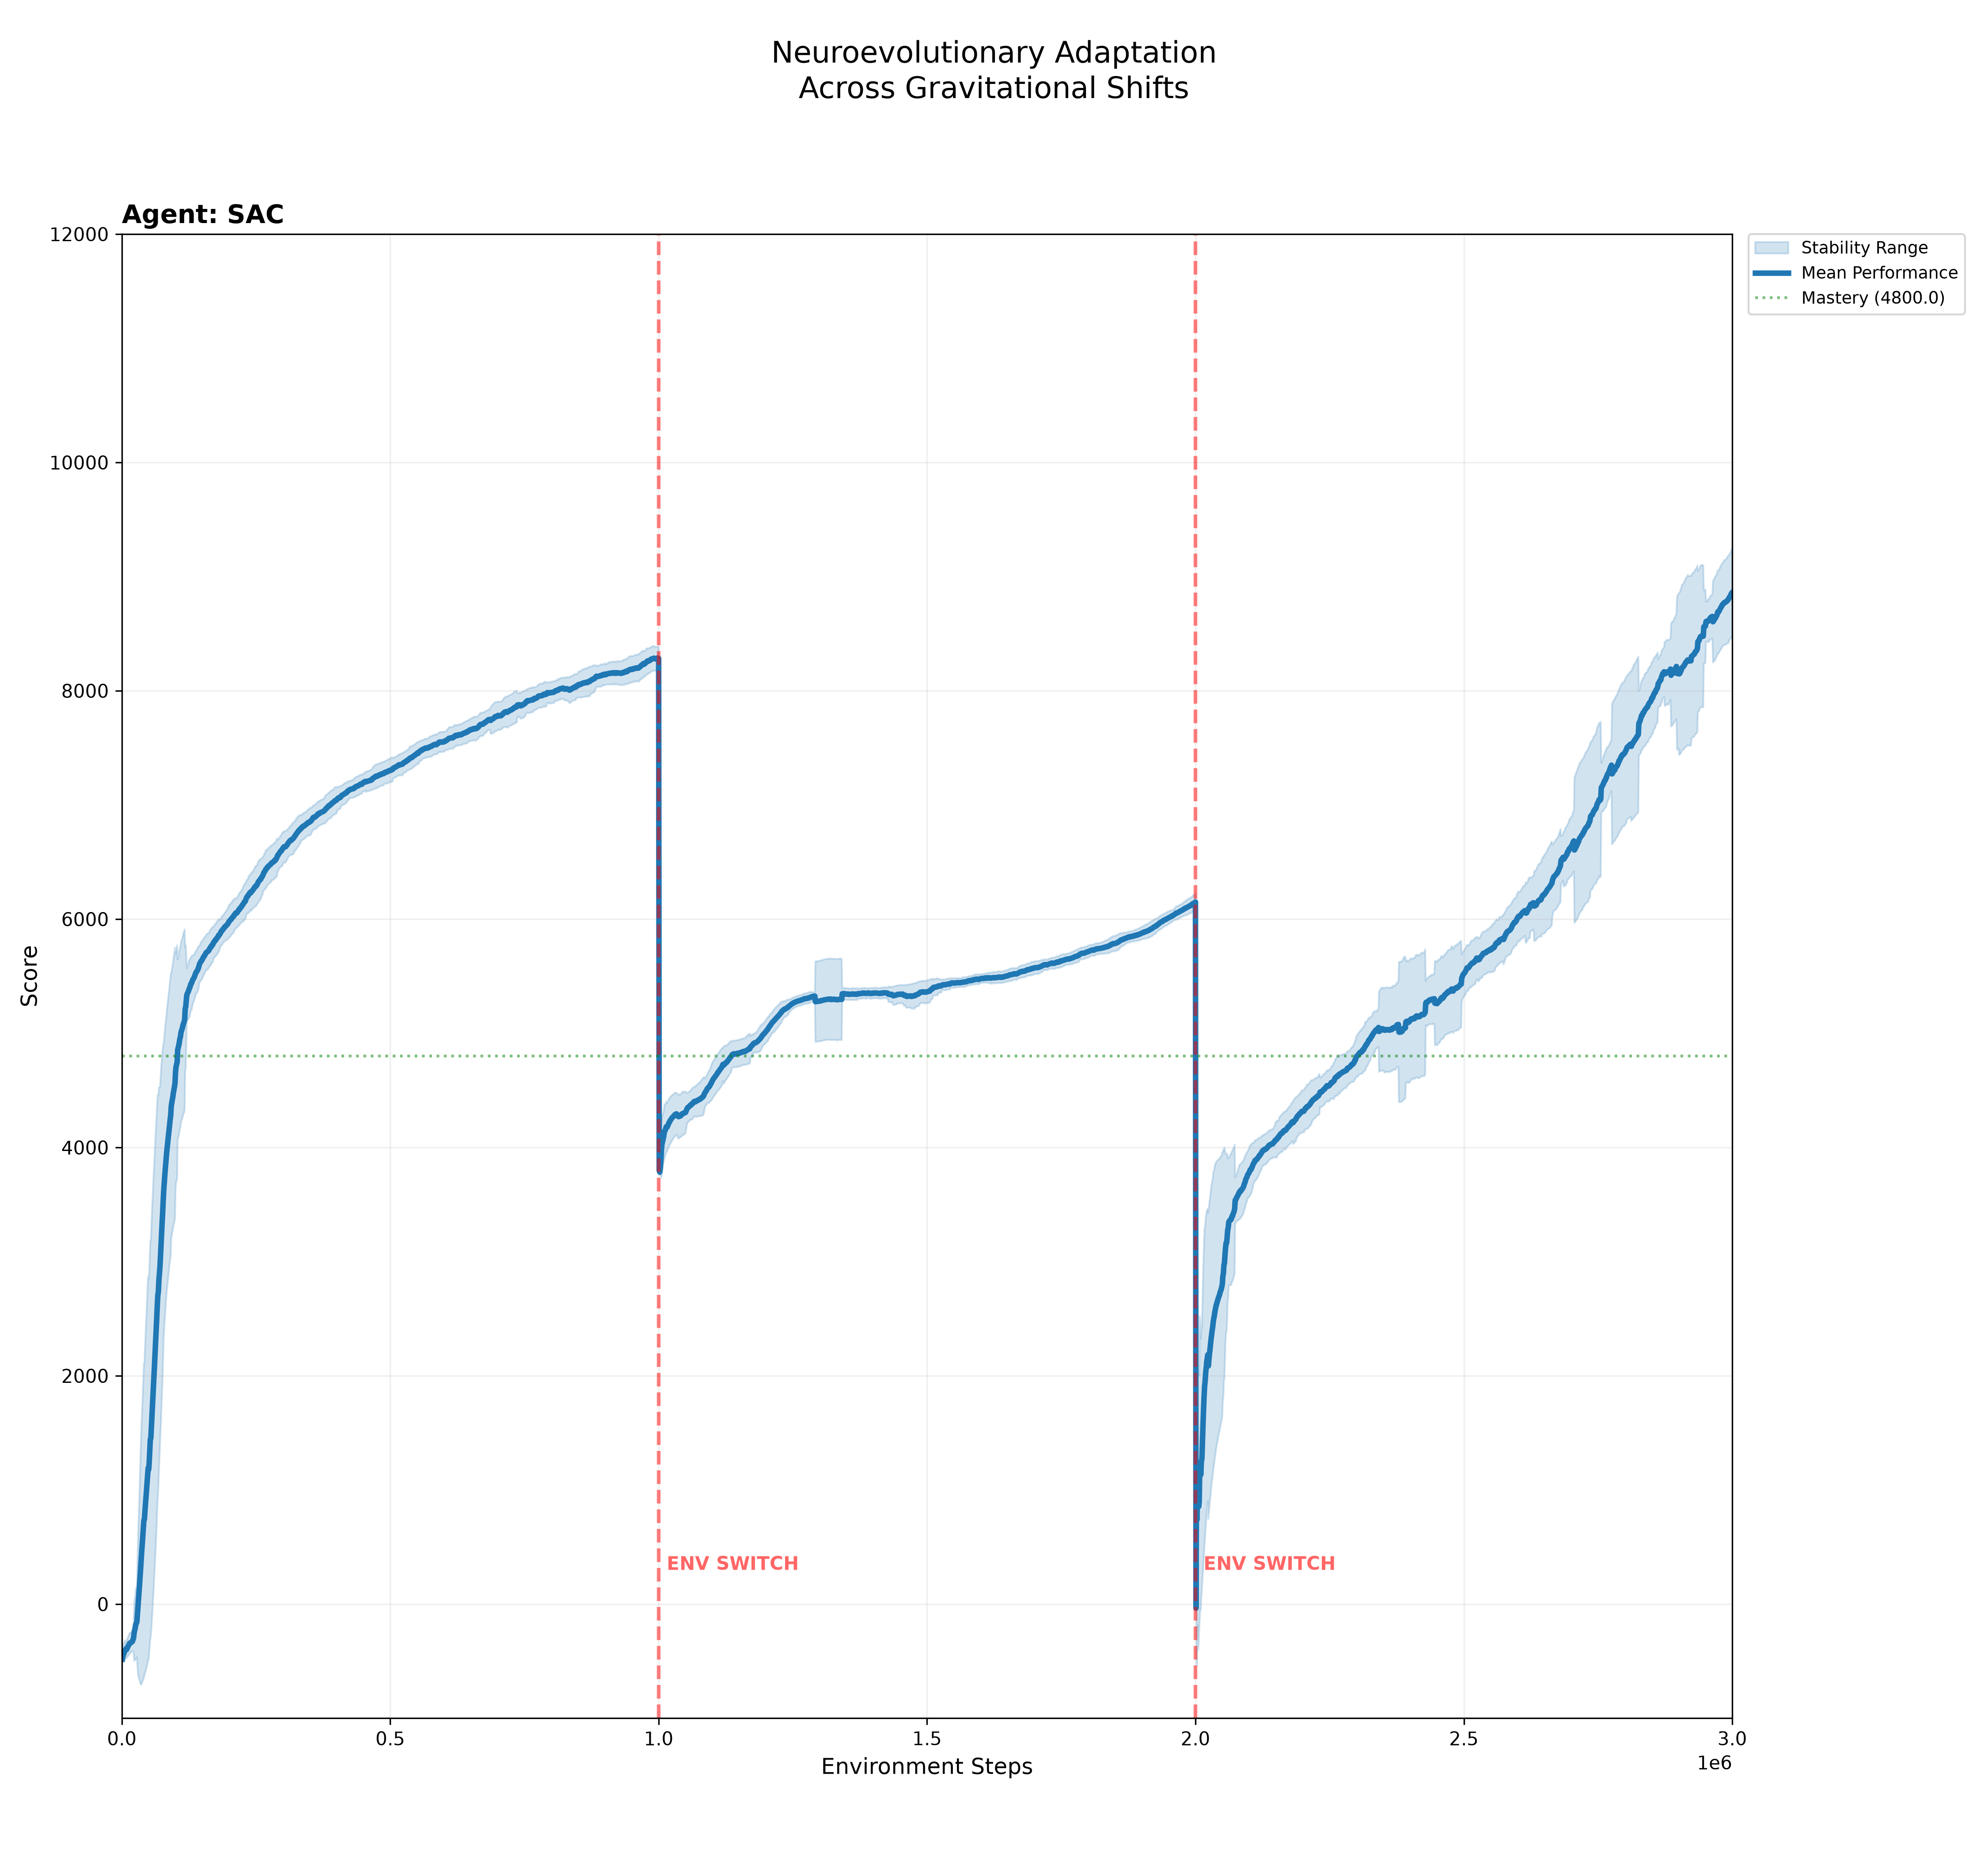 Neuroevolutionary Adaptation
Across Gravitational Shifts
Agent: SAC
12000
10000
8000
6000
4000
2000
0
Score
Stability Range
Mean Performance
Mastery (4800.0)
ENV SWITCH
ENV SWITCH
0.0
0.5
1.0
1.5
2.0
2.5
3.0
1e6
Environment Steps